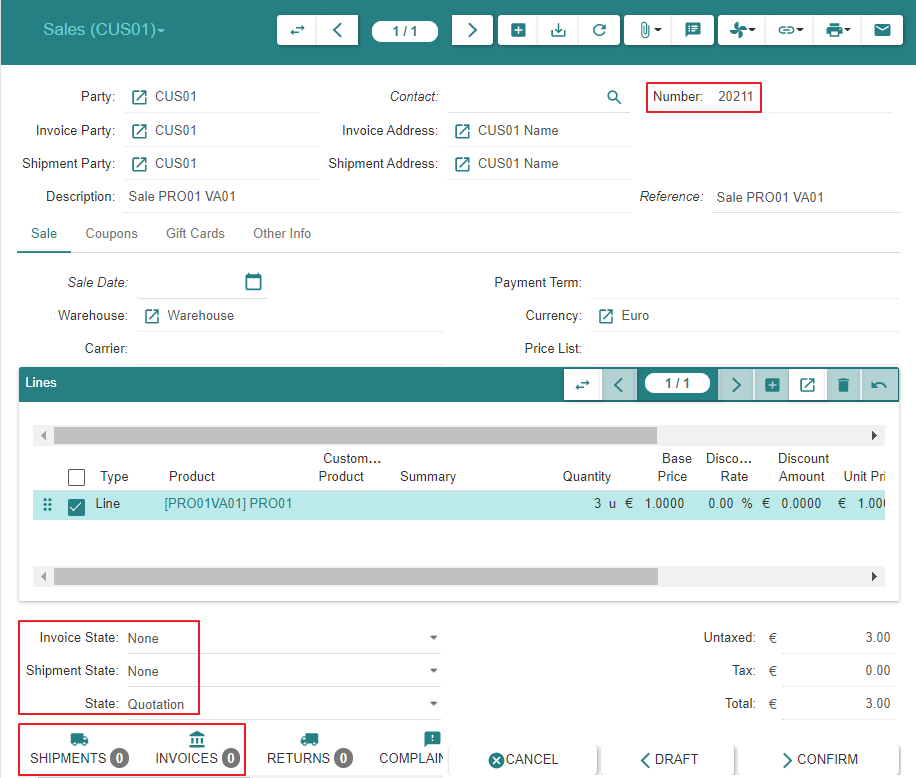 Sales (CUS01)
1 / 1
Party: CUS01 Contact: Number: 20211
Invoice Party: CUS01 Invoice Address: CUS01 Name
Shipment Party: CUS01 Shipment Address: CUS01 Name
Description: Sale PRO01 VA01 Reference: Sale PRO01 VA01
Sale Coupons Gift Cards Other Info
Sale Date: Payment Term:
Warehouse: Warehouse Currency: Euro
Carrier: Price List:
Lines 1 / 1
Custom... Base Disco... Discount
Type Product Product Summary Quantity Price Rate Amount Unit Pri
Line [PRO01VA01] PRO01 3 u € 1.0000 0.00 % € 0.0000 € 1.000
Invoice State: None Untaxed: € 3.00
Shipment State: None Tax: € 0.00
State: Quotation Total: € 3.00
SHIPMENTS 0 INVOICES 0 RETURNS 0 COMPLAIN CANCEL DRAFT CONFIRM